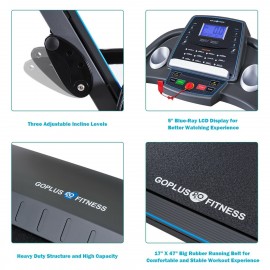 Three Adjustable Incline Levels
5" Blue-Ray LCD Display for
Better Watching Experience
GOPLUS FITNESS
Heavy Duty Structure and High Capacity
GOPLUS FITNESS
17" X 47" Big Rubber Running Belt for
Comfortable and Stable Workout Experience